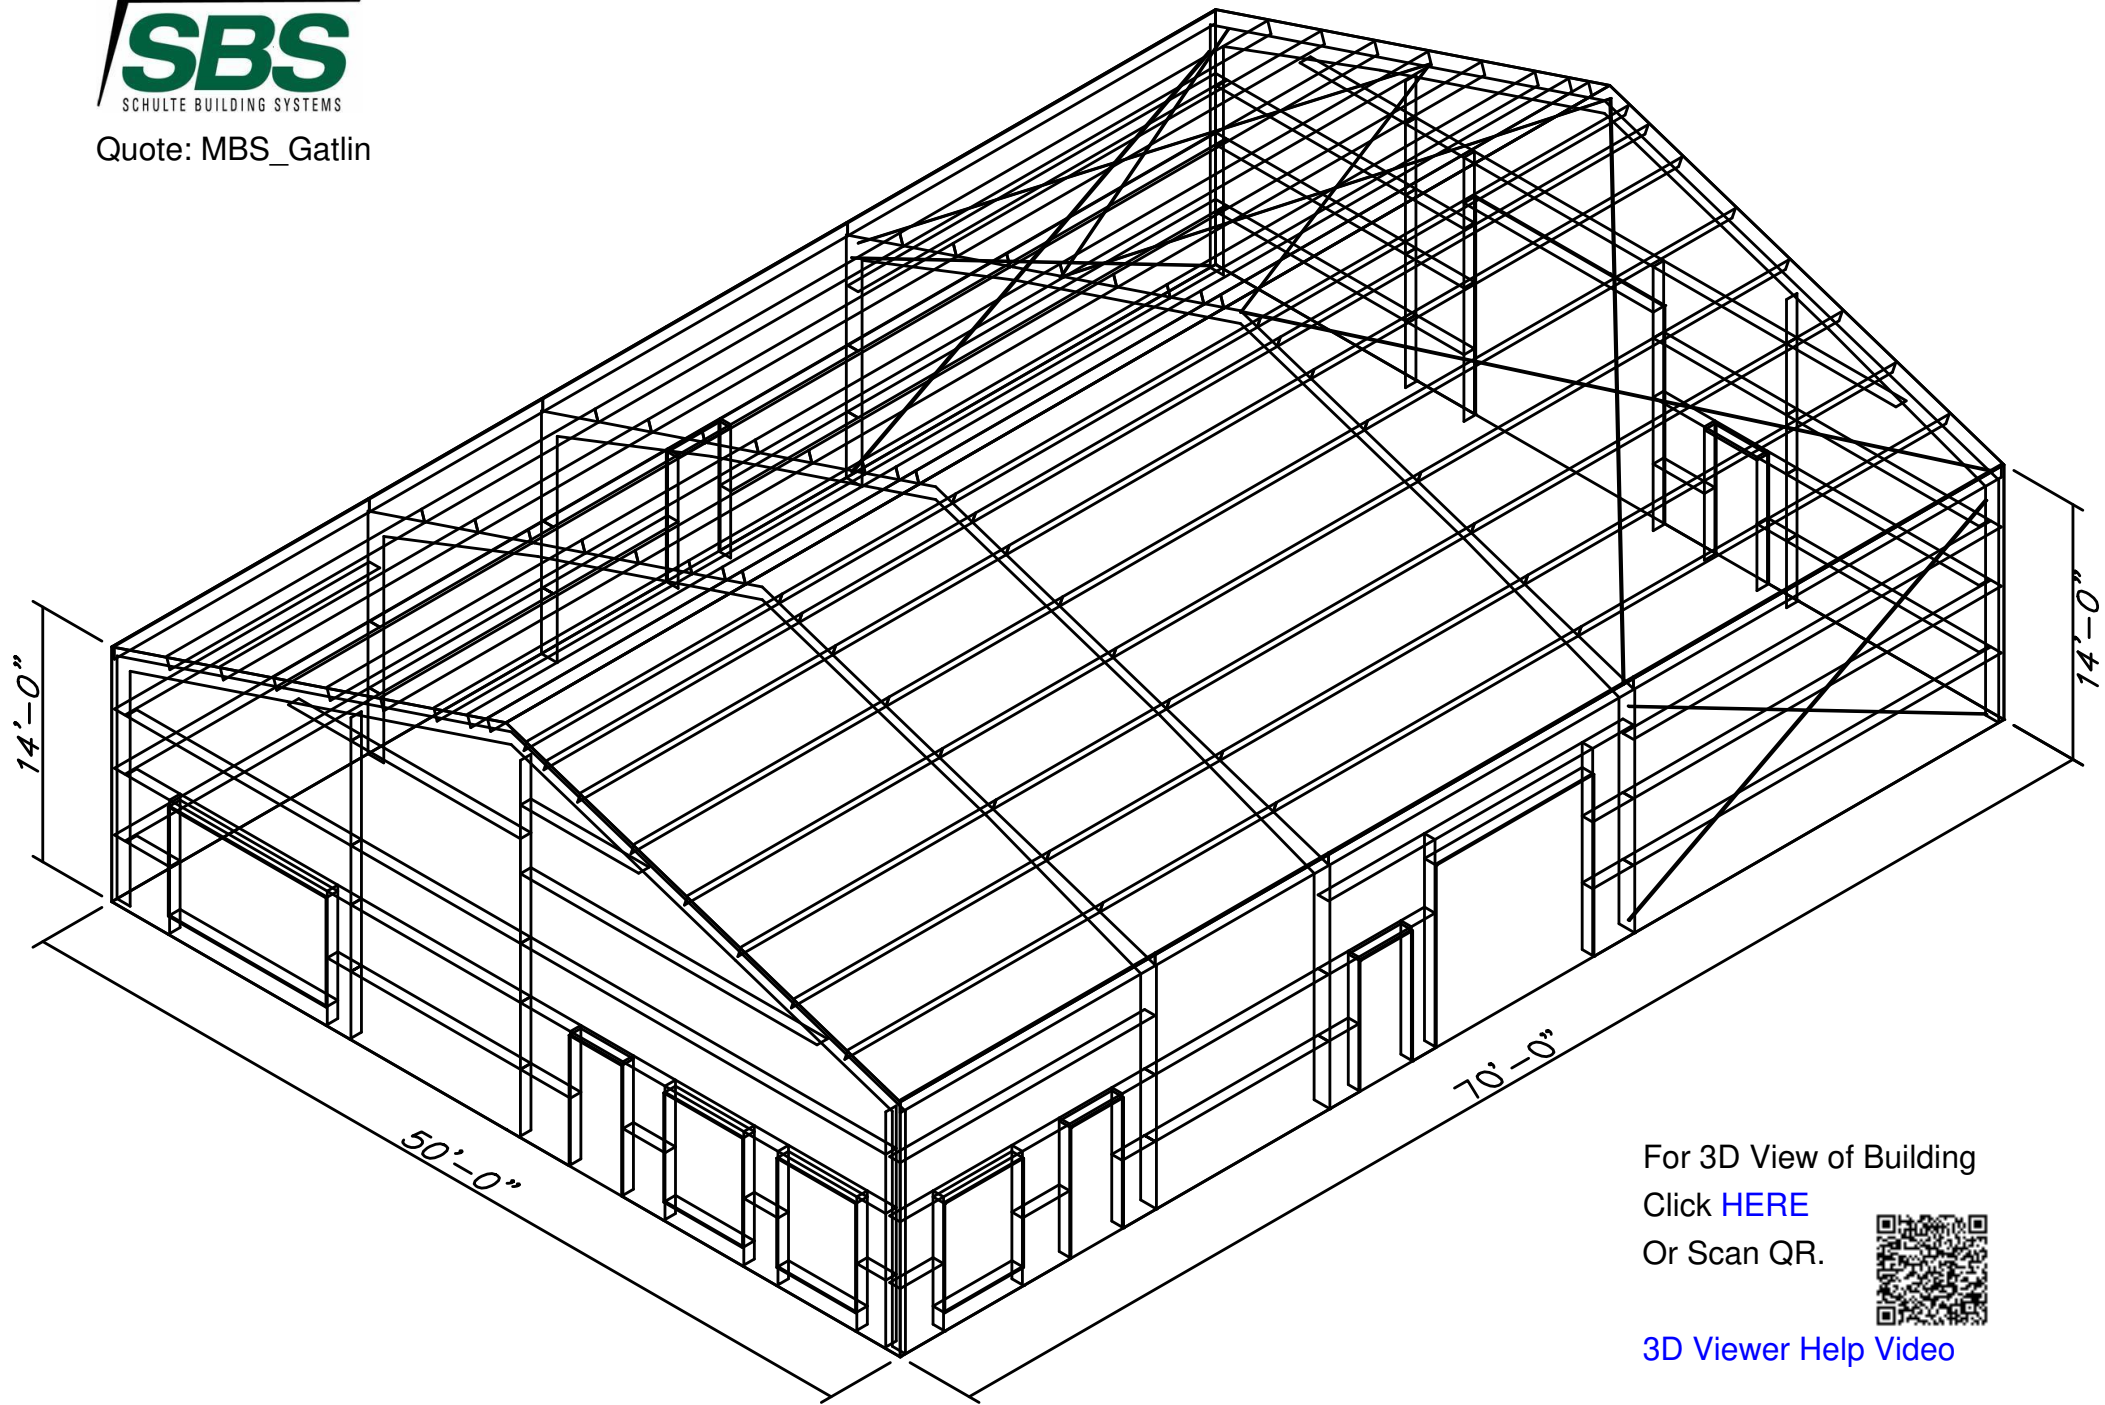 SBS
SCHULTE BUILDING SYSTEMS
Quote: MBS_Gatlin
14'-0"
14'-0"
50'-0"
70'-0"
For 3D View of Building
Click HERE
Or Scan QR.
3D Viewer Help Video